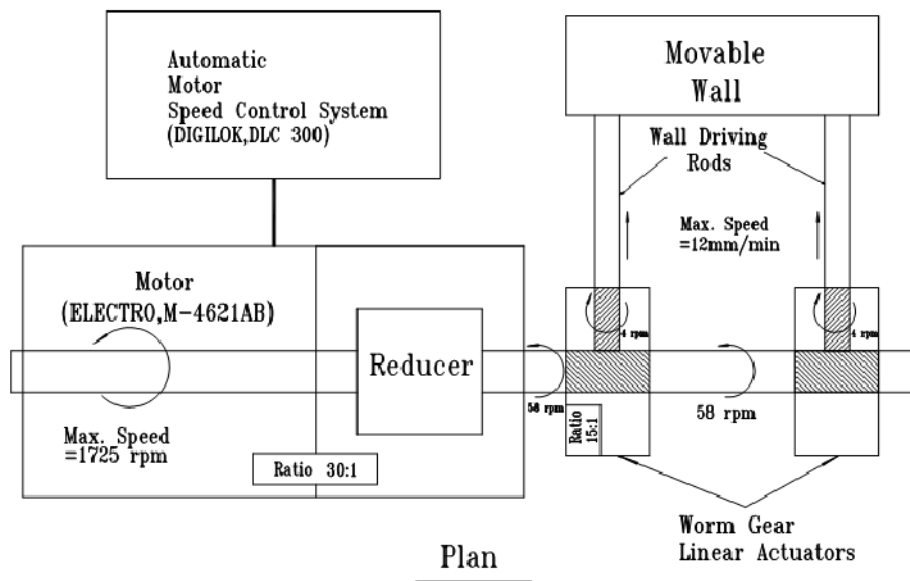 Automatic
Motor
Speed Control System
(DIGILOK,DLC 300)
Movable
Wall
Wall Driving
Rods
Max. Speed
=12mm/min
Motor
(ELECTRO,M-4621AB)
4 rpm
4 rpm
Reducer
58 rpm
58 rpm
Max. Speed
=1725 rpm
Ratio 30:1
Ratio
15:1
Worm Gear
Linear Actuators
Plan